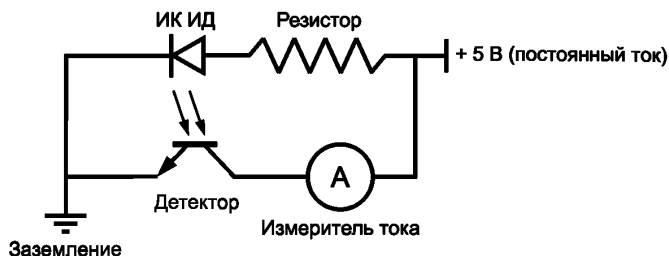 ИК ИД
Резистор
+ 5 В (постоянный ток)
А
Детектор
Измеритель тока
Заземление